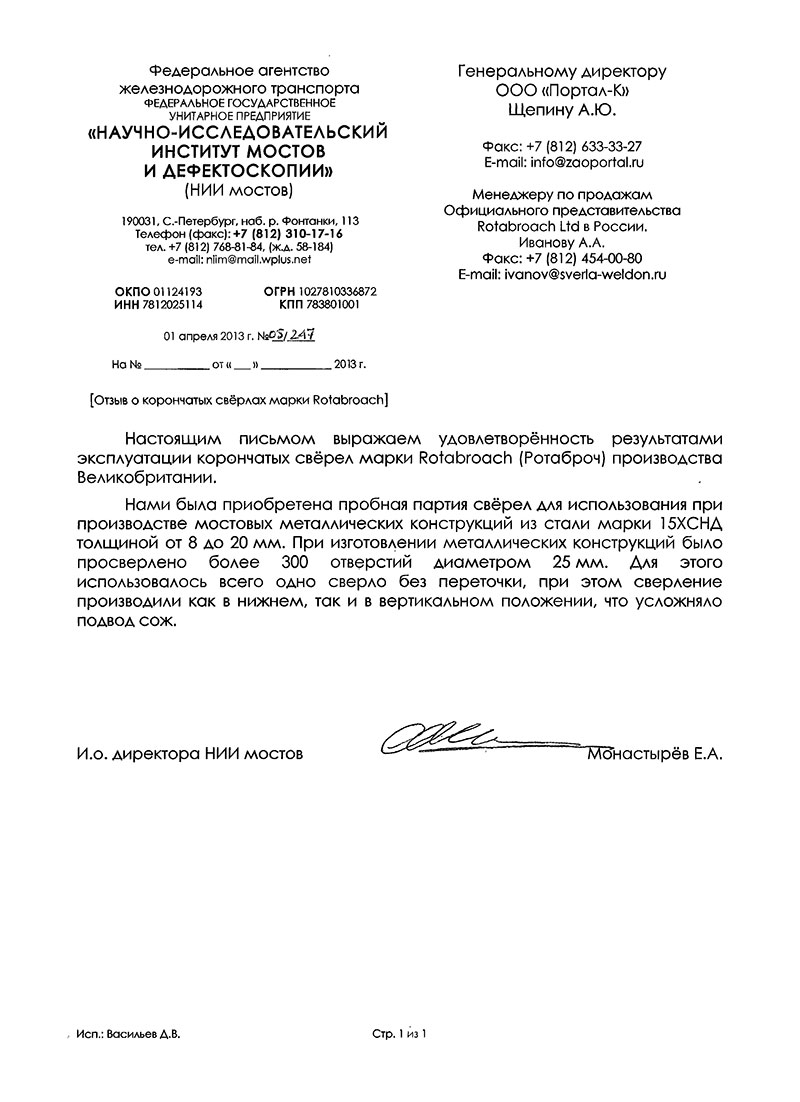 Федеральное агентство
железнодорожного транспорта
ФЕДЕРАЛЬНОЕ ГОСУДАРСТВЕННОЕ
УНИТАРНОЕ ПРЕДПРИЯТИЕ
«НАУЧНО-ИССЛЕДОВАТЕЛЬСКИЙ
ИНСТИТУТ МОСТОВ
И ДЕФЕКТОСКОПИИ»
(НИИ мостов)
190031, С.-Петербург, наб. р. Фонтанки, 113
Телефон (факс): +7 (812) 310-17-16
тел. +7 (812) 768-81-84, (ж.д. 58-184)
e-mail: niim@mail.wplus.net
ОКПО 01124193 ОГРН 1027810336872
ИНН 7812025114 КПП 783801001
01 апреля 2013 г. №05/247
На № __________ от « ___ » ___________ 2013 г.
Генеральному директору
ООО «Портал-К»
Щепину А.Ю.
Факс: +7 (812) 633-33-27
E-mail: info@zaoportal.ru
Менеджеру по продажам
Официального представительства
Rotabroach Ltd в России.
Иванову А.А.
Факс: +7 (812) 454-00-80
E-mail: ivanov@sverla-weldon.ru
[Отзыв о корончатых свёрлах марки Rotabroach]
Настоящим письмом выражаем удовлетворённость результатами
эксплуатации корончатых свёрел марки Rotabroach (Ротаброч) производства
Великобритании.
Нами была приобретена пробная партия свёрел для использования при
производстве мостовых металлических конструкций из стали марки 15ХСНД
толщиной от 8 до 20 мм. При изготовлении металлических конструкций было
просверлено более 300 отверстий диаметром 25 мм. Для этого
использовалось всего одно сверло без переточки, при этом сверление
производили как в нижнем, так и в вертикальном положении, что усложняло
подвод сож.
И.о. директора НИИ мостов Монастырёв Е.А.
Исп.: Васильев Д.В. Стр. 1 из 1